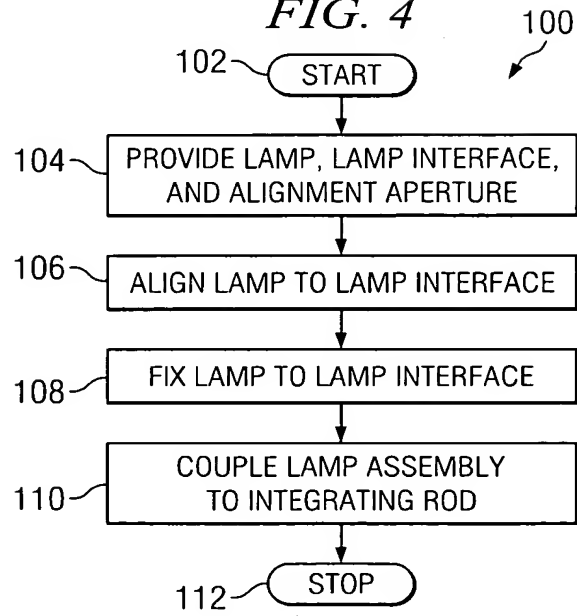 FIG. 4
100
102
START
104
PROVIDE LAMP, LAMP INTERFACE,
AND ALIGNMENT APERTURE
106
ALIGN LAMP TO LAMP INTERFACE
108
FIX LAMP TO LAMP INTERFACE
110
COUPLE LAMP ASSEMBLY
TO INTEGRATING ROD
112
STOP